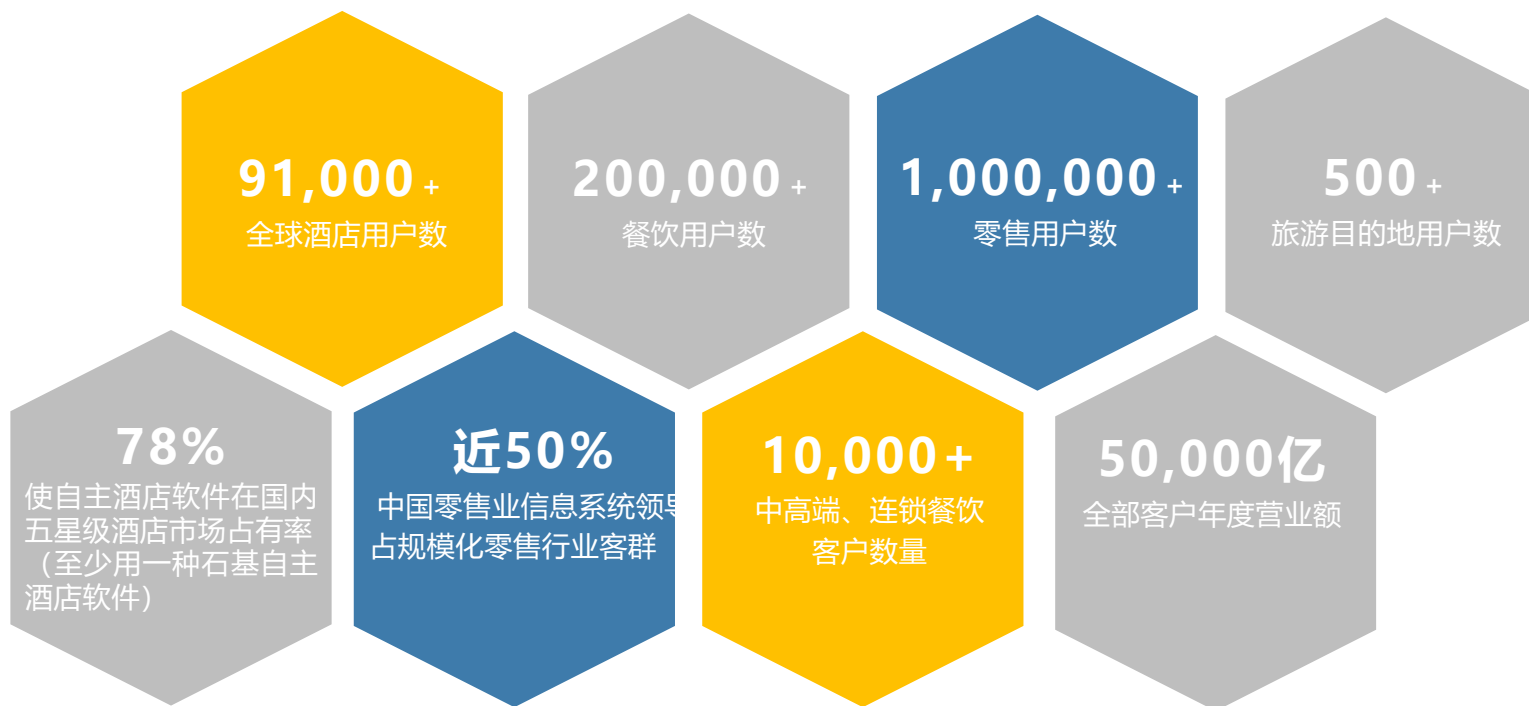 91,000 +
全球酒店用户数
200,000 +
餐饮用户数
1,000,000 +
零售用户数
500 +
旅游目的地用户数
78%
使自主酒店软件在国内
五星级酒店市场占有率
（至少用一种石基自主
酒店软件）
近50%
中国零售业信息系统领导
占规模化零售行业客群
10,000+
中高端、连锁餐饮
客户数量
50,000亿
全部客户年度营业额